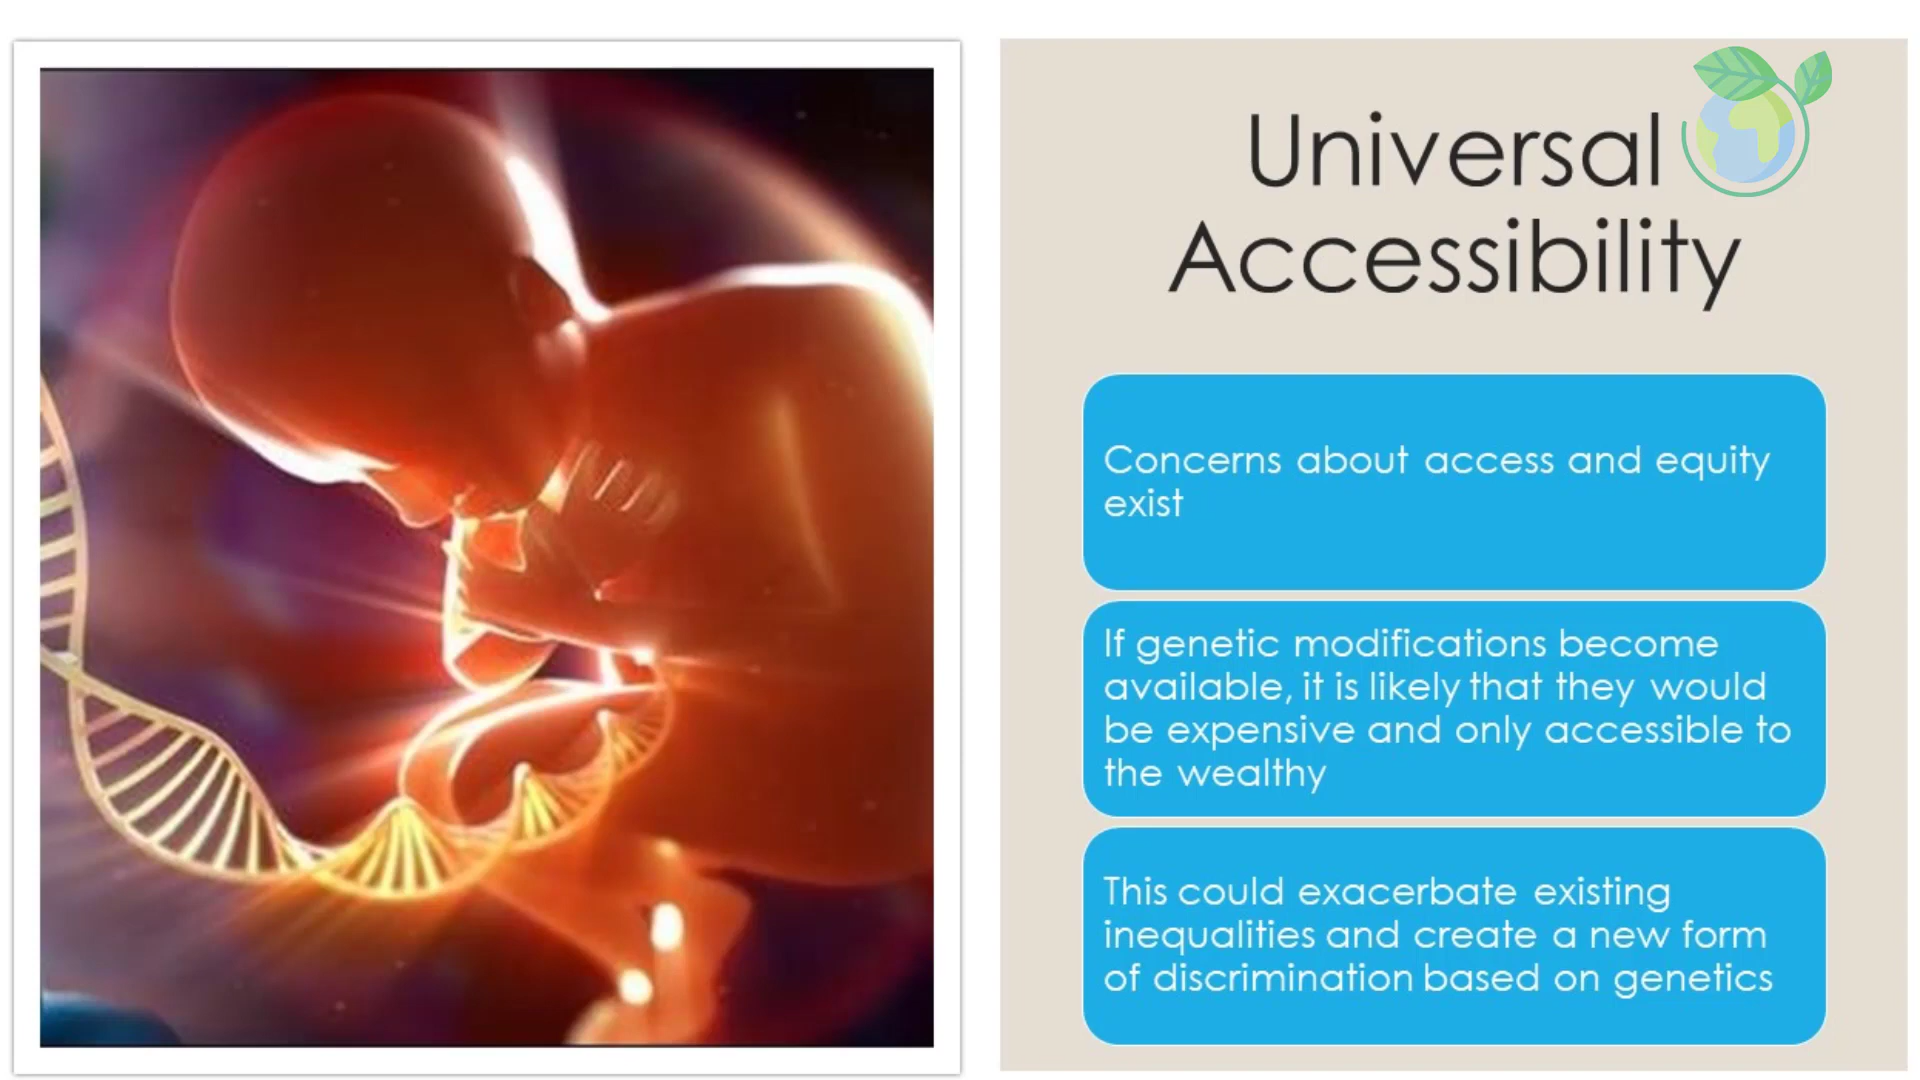 Universal
Accessibility
Concerns about access and equity
exist
If genetic modifications become
available, it is likely that they would
be expensive and only accessible to
the wealthy
This could exacerbate existing
inequalities and create a new form
of discrimination based on genetics